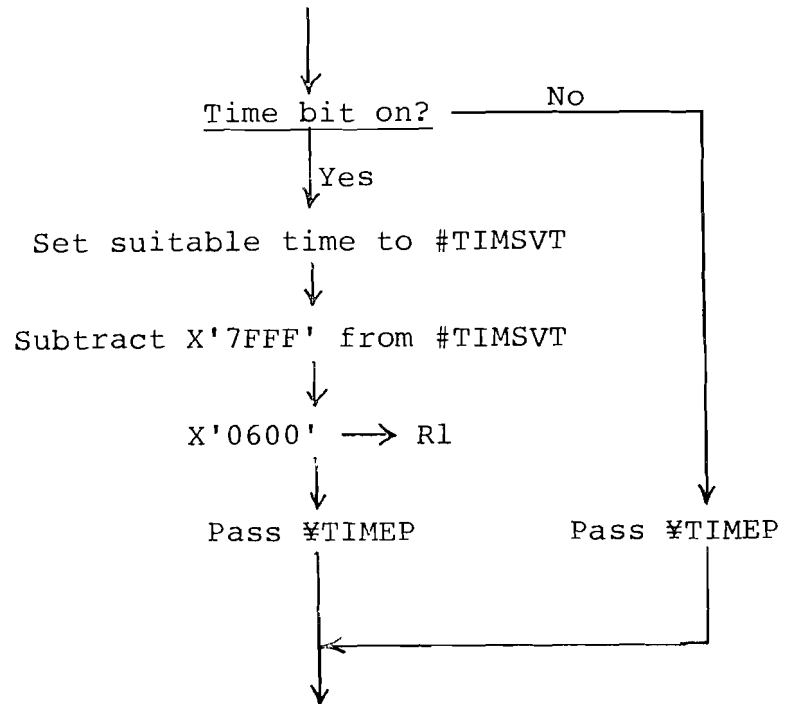 Time bit on?
No
Yes
Set suitable time to #TIMSVT
Subtract X'7FFF' from #TIMSVT
X'0600' → R1
Pass ¥TIMEP
Pass ¥TIMEP